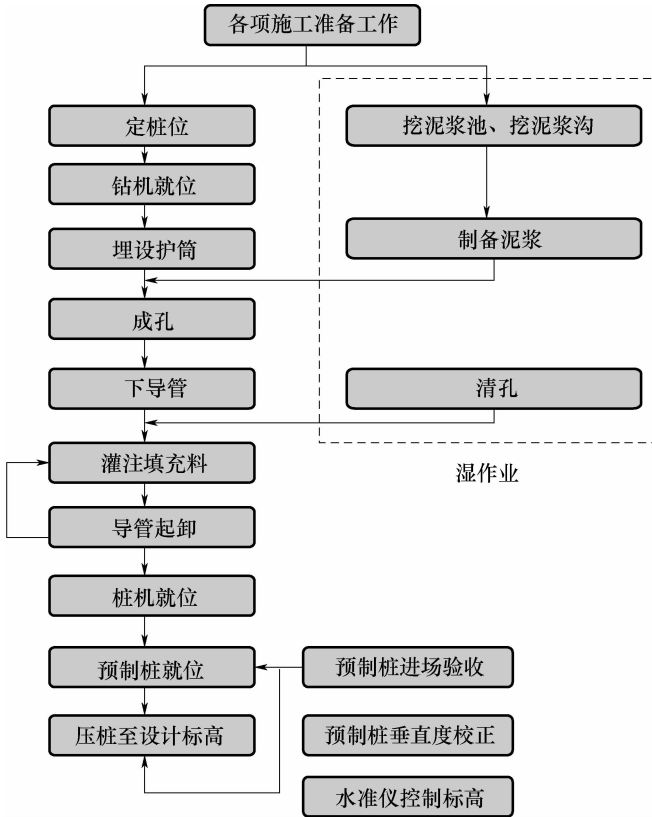 各项施工准备工作
定桩位
挖泥浆池、挖泥浆沟
钻机就位
埋设护筒
制备泥浆
成孔
下导管
清孔
灌注填充料
湿作业
导管起卸
桩机就位
预制桩就位
预制桩进场验收
压桩至设计标高
预制桩垂直度校正
水准仪控制标高